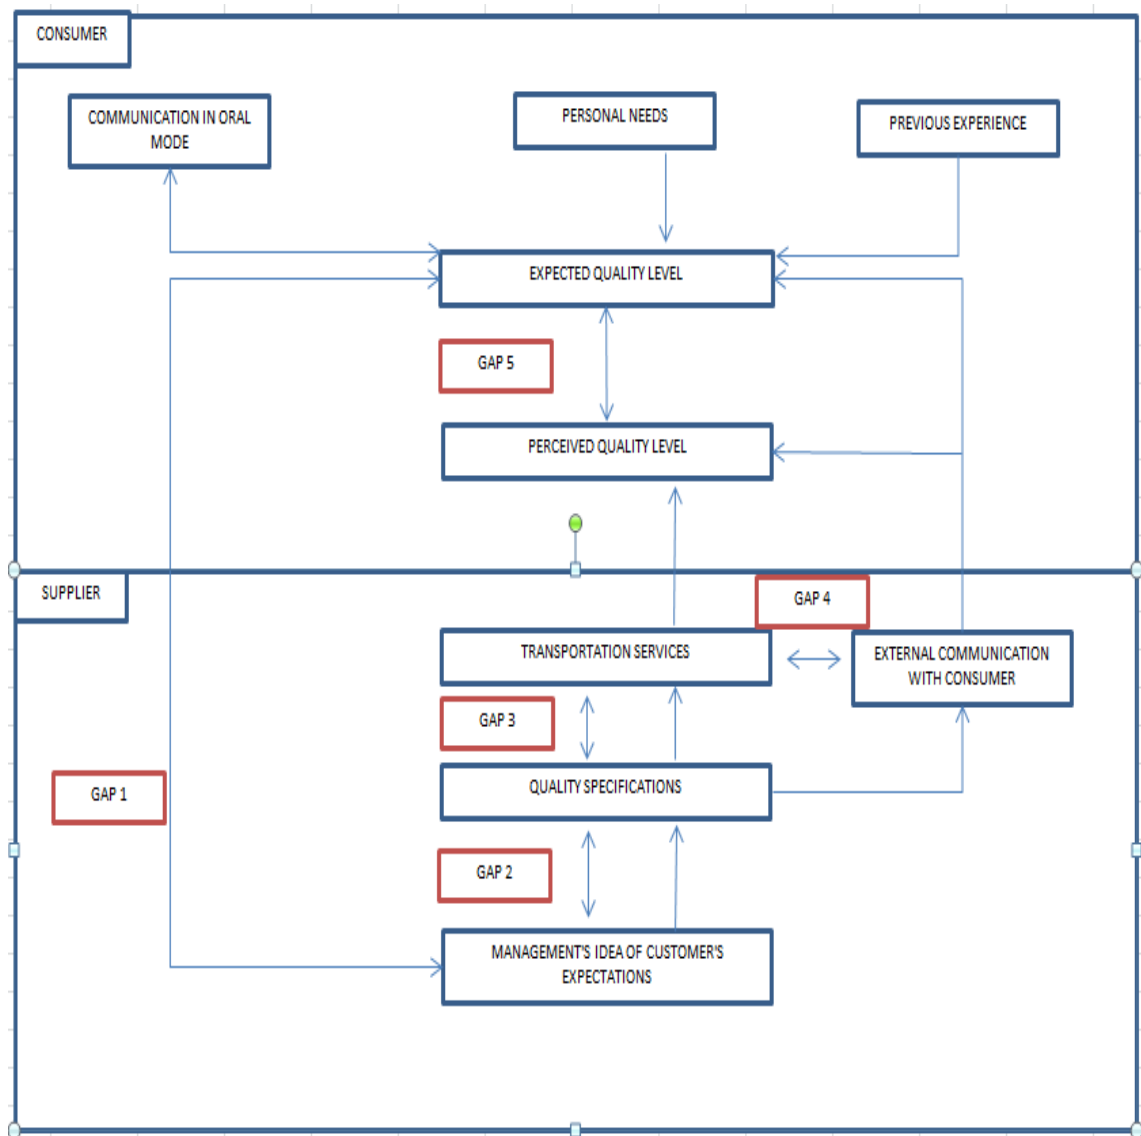 CONSUMER
COMMUNICATION IN ORAL
MODE
PERSONAL NEEDS
PREVIOUS EXPERIENCE
EXPECTED QUALITY LEVEL
GAP 5
PERCEIVED QUALITY LEVEL
SUPPLIER
GAP 4
TRANSPORTATION SERVICES
EXTERNAL COMMUNICATION
WITH CONSUMER
GAP 3
GAP 1
QUALITY SPECIFICATIONS
GAP 2
MANAGEMENT'S IDEA OF CUSTOMER'S
EXPECTATIONS